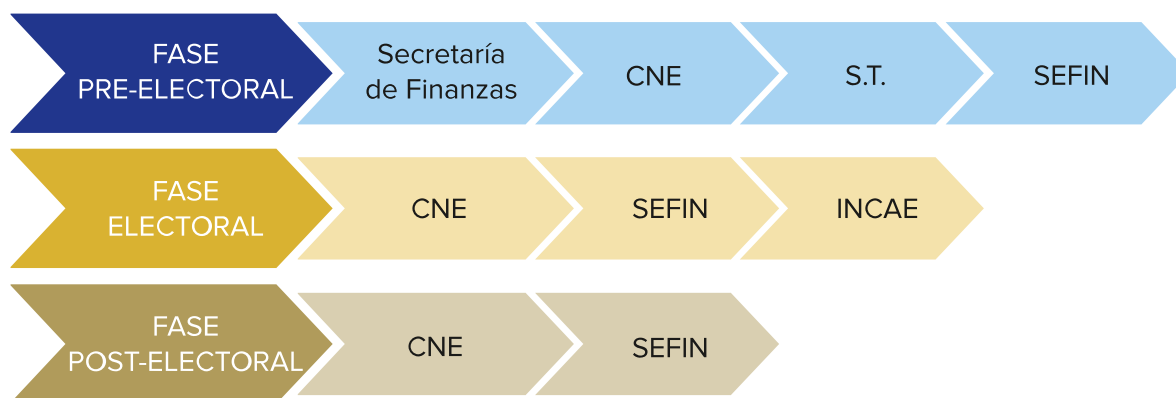 FASE
PRE-ELECTORAL
Secretaría
de Finanzas
CNE
S.T.
SEFIN
FASE
ELECTORAL
CNE
SEFIN
INCAE
FASE
POST-ELECTORAL
CNE
SEFIN